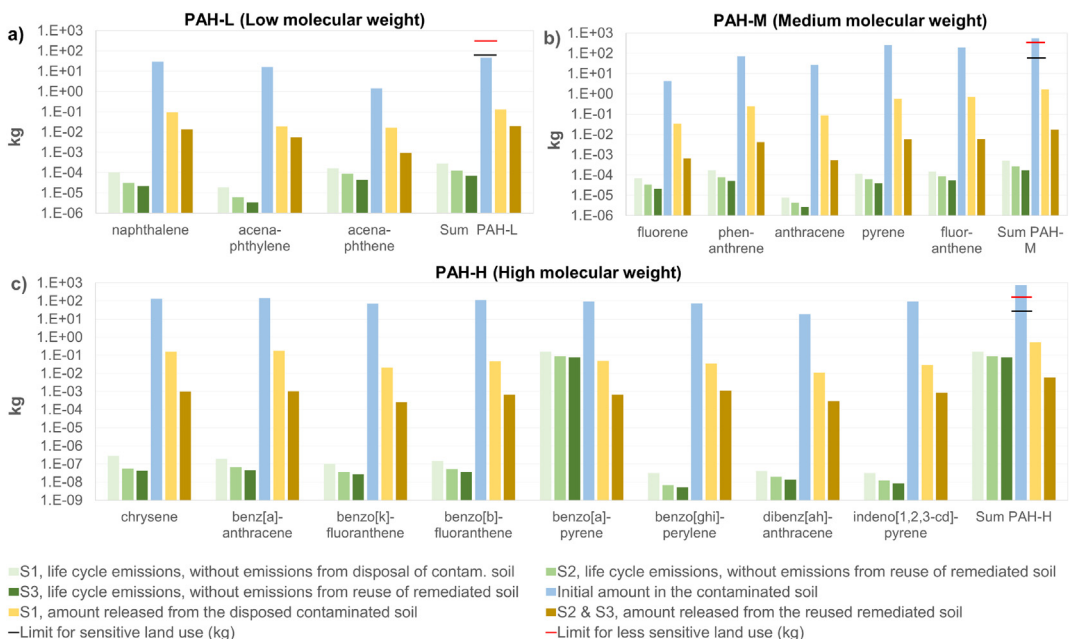 PAH-L (Low molecular weight)
a)
1.E+03
1.E+02
1.E+01
1.E+00
1.E-01
1.E-02
1.E-03
1.E-04
1.E-05
1.E-06
kg
naphthalene
acena-
phthylene
acena-
phthene
Sum PAH-L
PAH-M (Medium molecular weight)
b)
1.E+03
1.E+02
1.E+01
1.E+00
1.E-01
1.E-02
1.E-03
1.E-04
1.E-05
1.E-06
kg
fluorene
phen-
anthrene
anthracene
pyrene
fluor-
anthene
Sum PAH-
M
PAH-H (High molecular weight)
c)
1.E+03
1.E+02
1.E+01
1.E+00
1.E-01
1.E-02
1.E-03
1.E-04
1.E-05
1.E-06
1.E-07
1.E-08
1.E-09
kg
chrysene
benz[a]-
anthracene
benzo[k]-
fluoranthene
benzo[b]-
fluoranthene
benzo[a]-
pyrene
benzo[ghi]-
perylene
dibenz[ah]-
anthracene
indeno[1,2,3-cd]-
pyrene
Sum PAH-H
S1, life cycle emissions, without emissions from disposal of contam. soil
S2, life cycle emissions, without emissions from reuse of remediated soil
S3, life cycle emissions, without emissions from reuse of remediated soil
Initial amount in the contaminated soil
S1, amount released from the disposed contaminated soil
S2 & S3, amount released from the reused remediated soil
Limit for sensitive land use (kg)
Limit for less sensitive land use (kg)